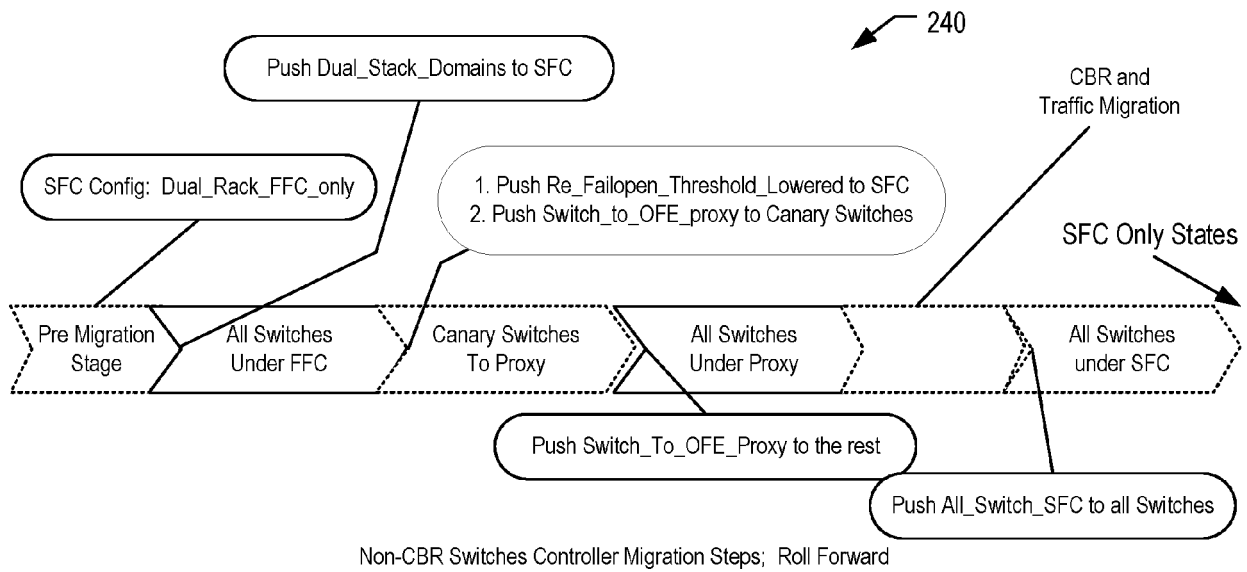 240
Push Dual_Stack_Domains to SFC
CBR and
Traffic Migration
SFC Config: Dual_Rack_FFC_only
1. Push Re_Failopen_Threshold_Lowered to SFC
2. Push Switch_to_OFE_proxy to Canary Switches
SFC Only States
Pre Migration
Stage
All Switches
Under FFC
Canary Switches
To Proxy
All Switches
Under Proxy
All Switches
under SFC
Push Switch_To_OFE_Proxy to the rest
Push All_Switch_SFC to all Switches
Non-CBR Switches Controller Migration Steps; Roll Forward